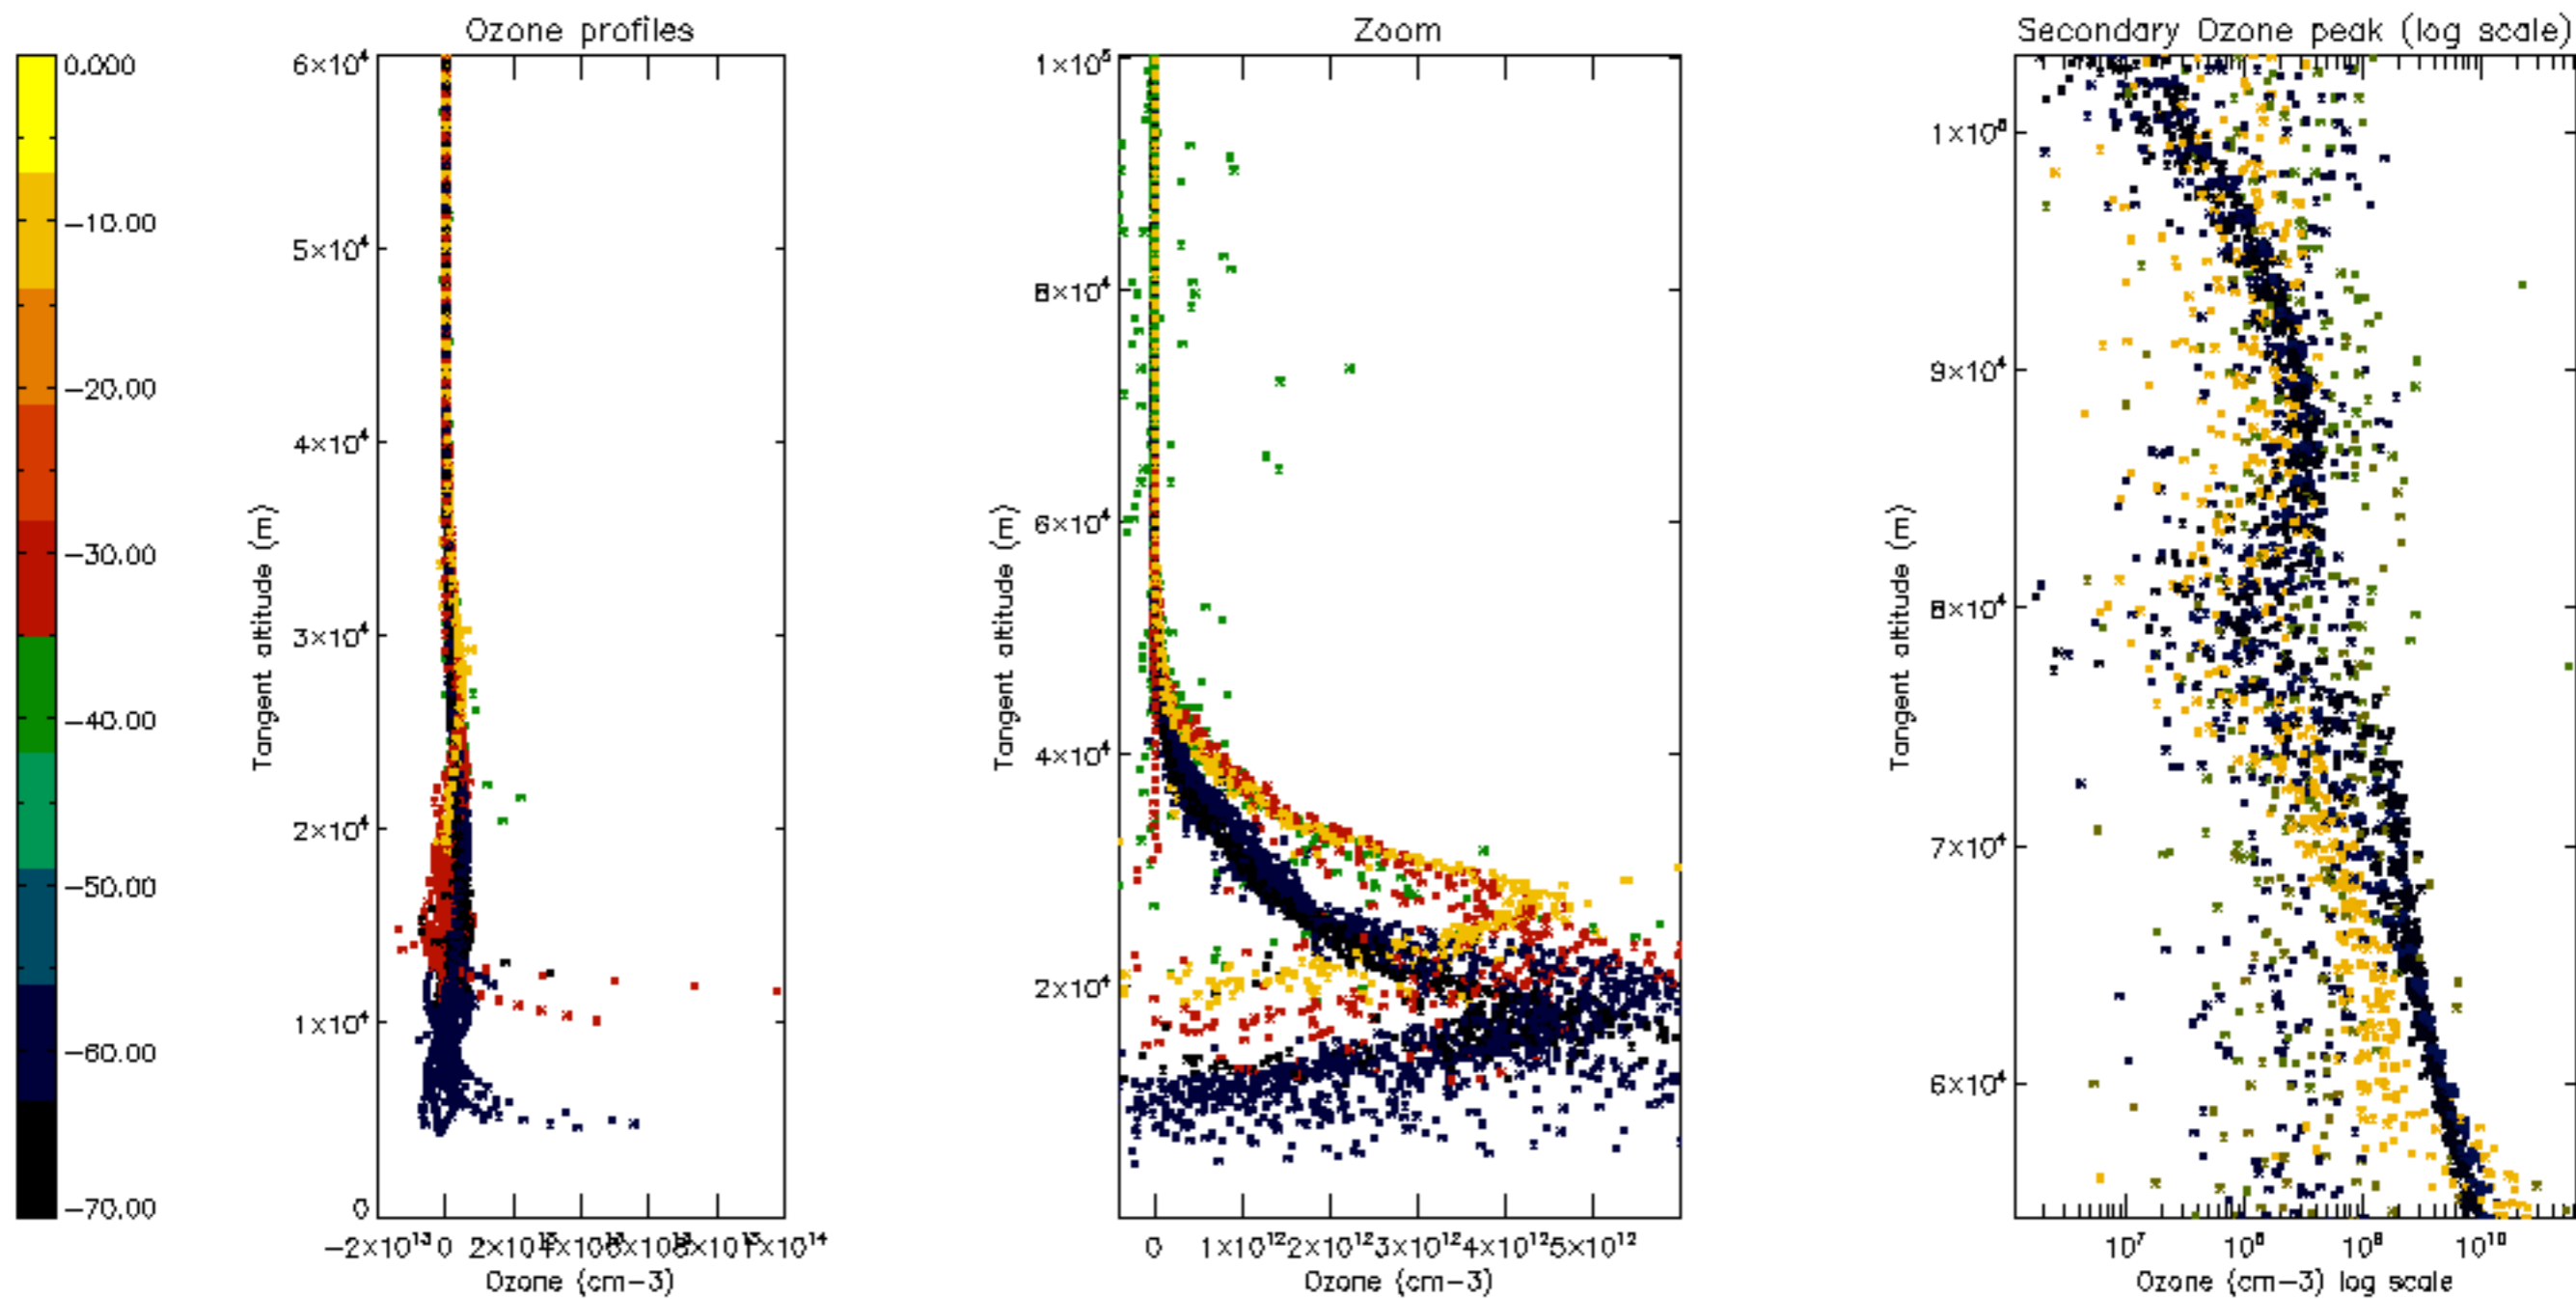 Ozone profiles
Zoom
Secondary Ozone peak (log scale)
0.000
−10.00
−20.00
−30.00
−40.00
−50.00
−60.00
−70.00
6×10⁴
5×10⁴
4×10⁴
3×10⁴
2×10⁴
1×10⁴
0
Tangent altitude (m)
−2×10¹³ 0
1×10¹⁴
Ozone (cm−3)
1×10⁵
8×10⁴
6×10⁴
4×10⁴
2×10⁴
Tangent altitude (m)
0 1×10¹² 2×10¹² 3×10¹² 4×10¹² 5×10¹²
Ozone (cm−3)
1×10⁵
9×10⁴
8×10⁴
7×10⁴
6×10⁴
Tangent altitude (m)
10⁷ 10⁸ 10⁹ 10¹⁰
Ozone (cm−3) log scale